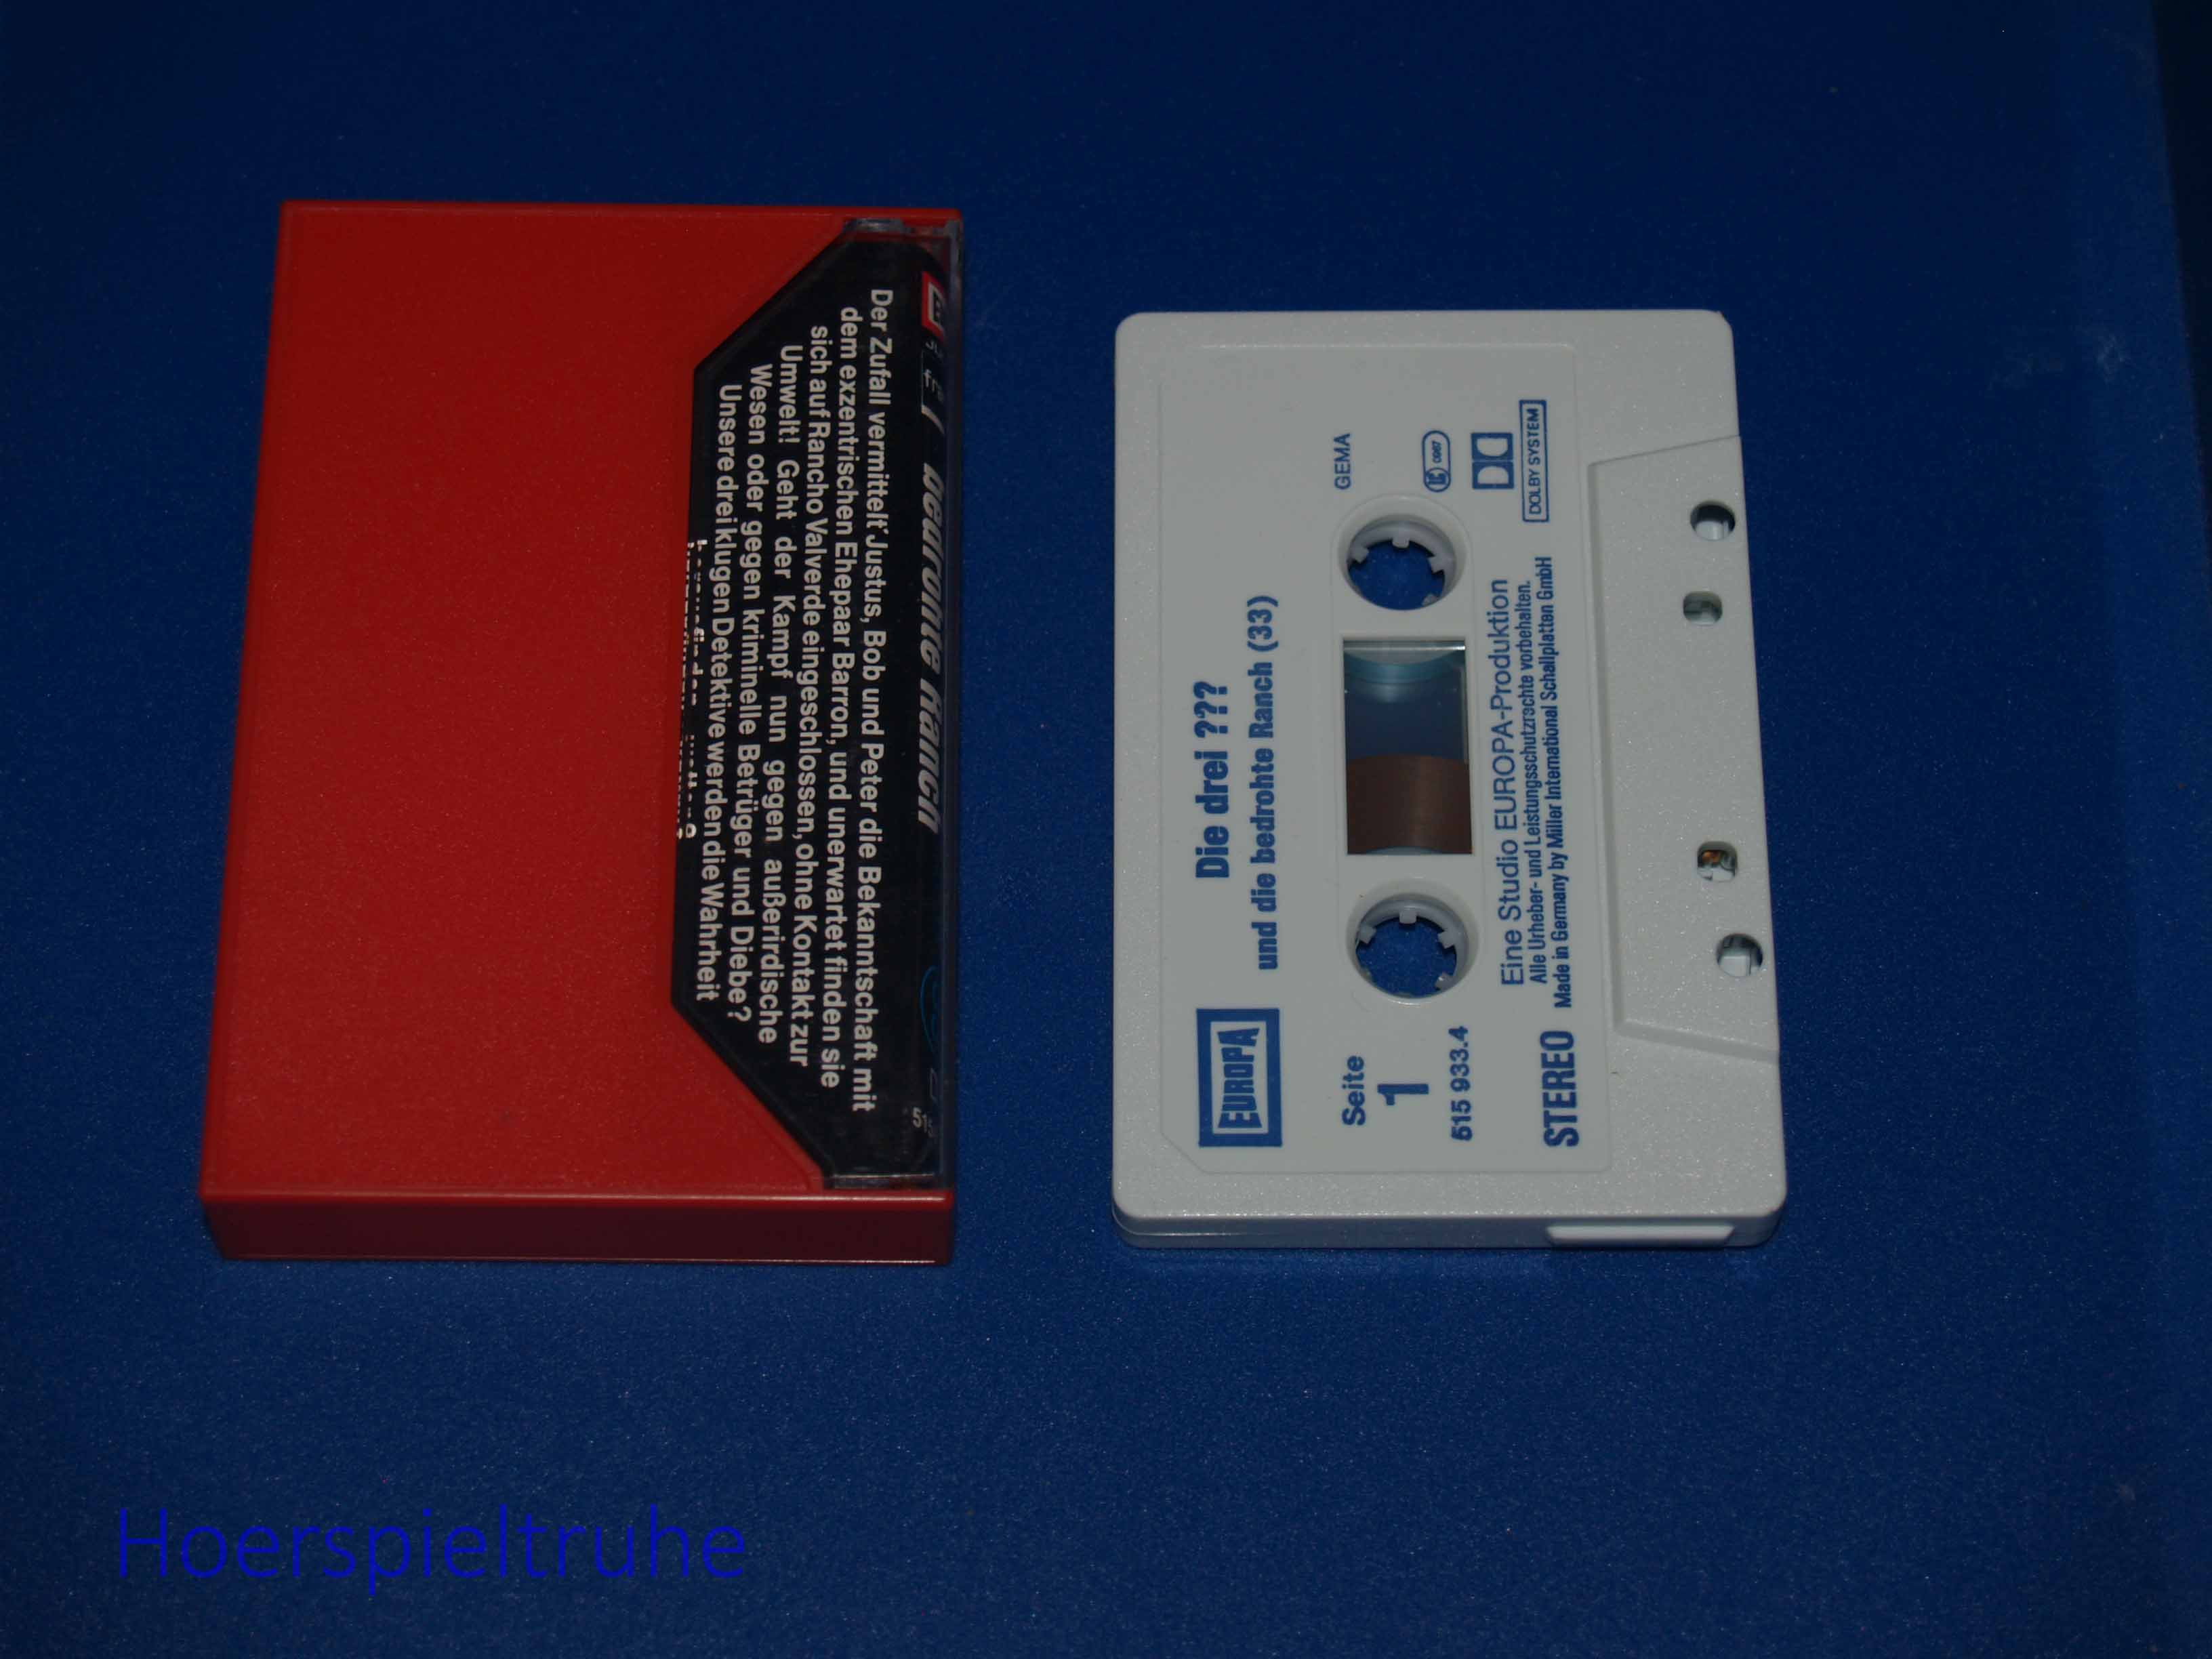 bedrohte Ranch
Der Zufall vermittelt Justus, Bob und Peter die Bekanntschaft mit
dem exzentrischen Ehepaar Barron, und unerwartet finden sie
sich auf Rancho Valverde eingeschlossen, ohne Kontakt zur
Umwelt! Geht der Kampf nun gegen außerirdische
Wesen oder gegen kriminelle Betrüger und Diebe?
Unsere drei klugen Detektive werden die Wahrheit
Die drei ???
und die bedrohte Ranch (33)
EUROPA
GEMA
Seite
1
515 933.4
STEREO
DOLBY SYSTEM
Eine Studio EUROPA-Produktion
Alle Urheber- und Leistungsschutzrechte vorbehalten.
Made in Germany by Miller International Schallplatten GmbH
Hoerspieltruhe